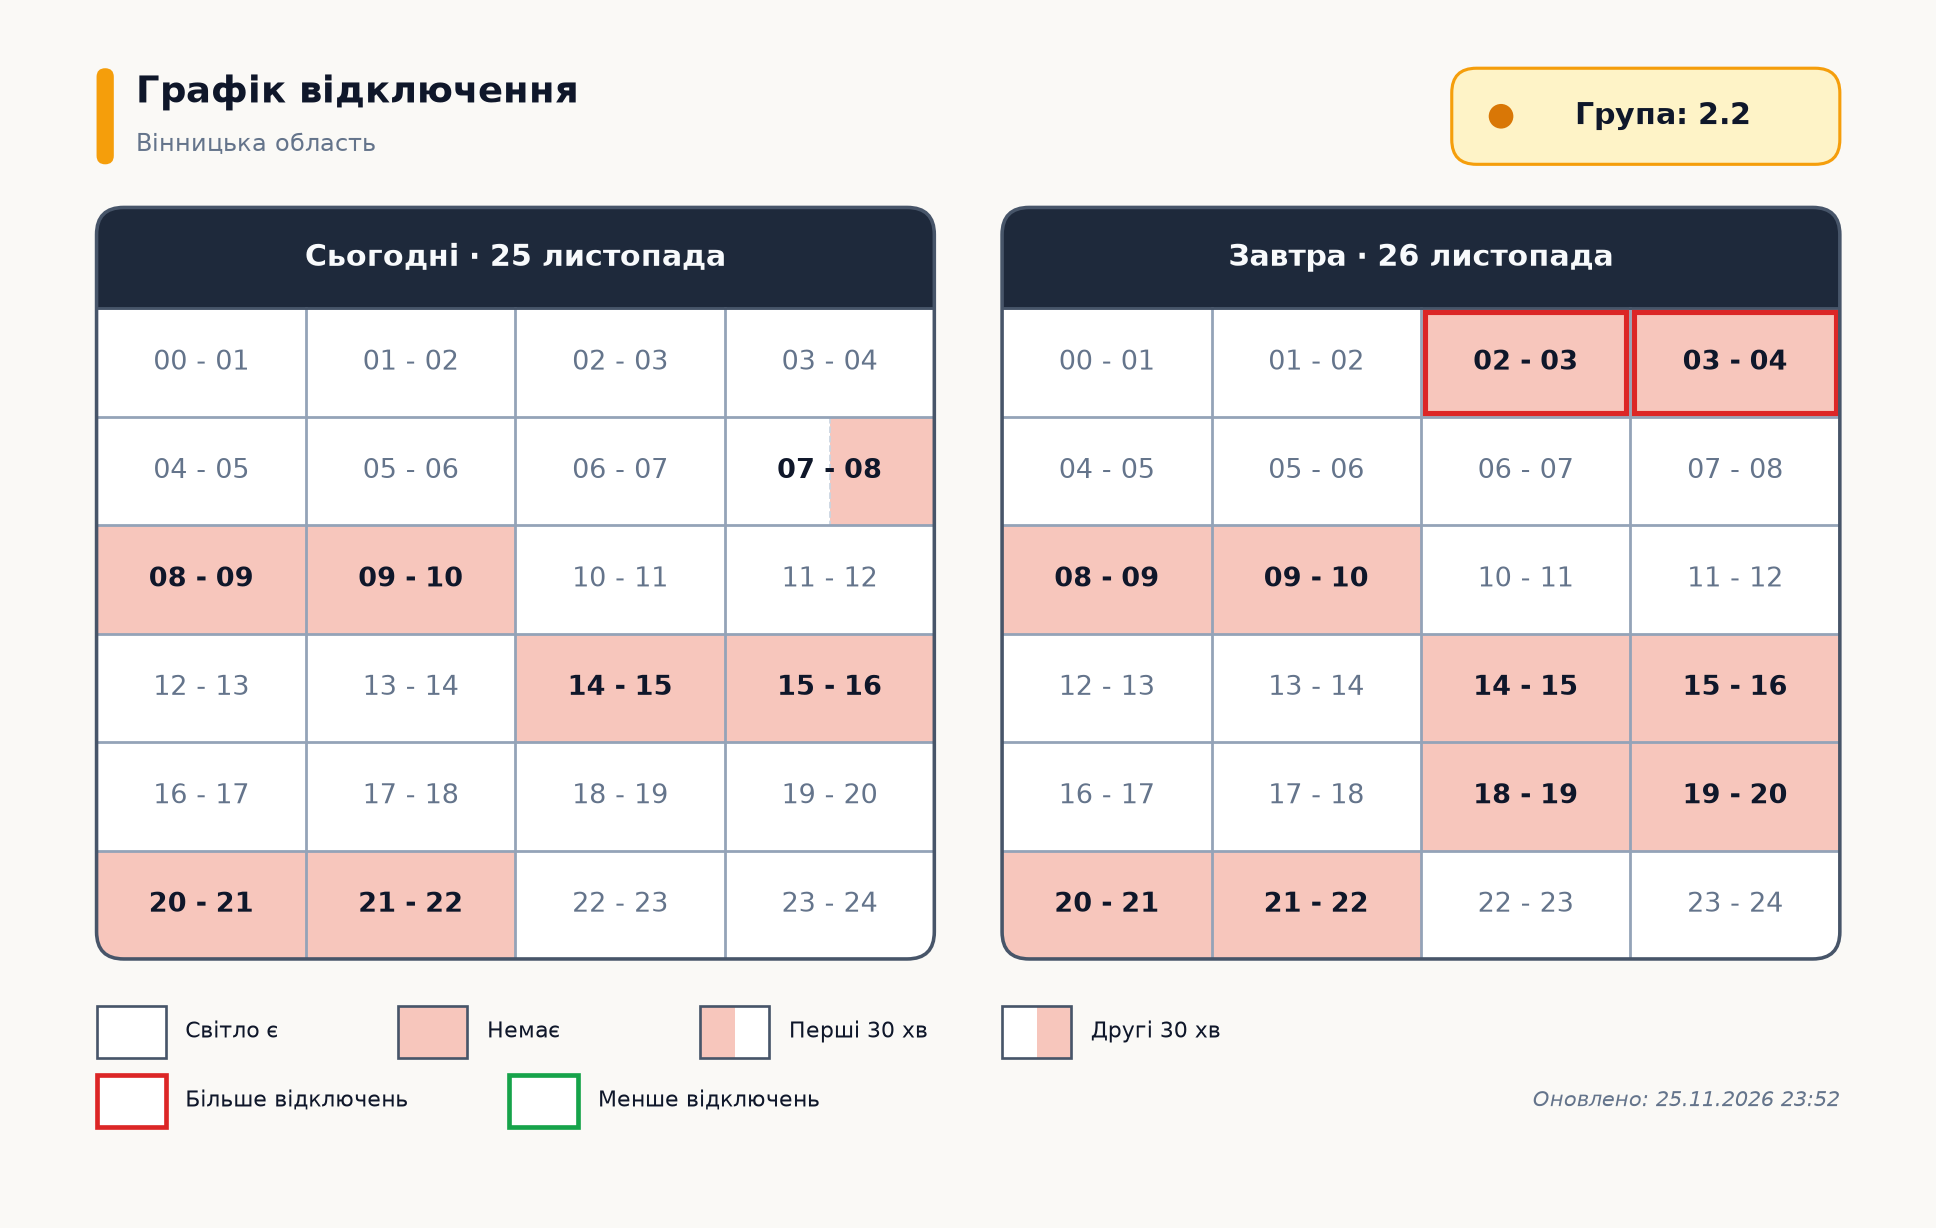 Графік відключення
Вінницька область
Група: 2.2
Сьогодні · 25 листопада
00 - 01 01 - 02 02 - 03 03 - 04
04 - 05 05 - 06 06 - 07 07 - 08
08 - 09 09 - 10 10 - 11 11 - 12
12 - 13 13 - 14 14 - 15 15 - 16
16 - 17 17 - 18 18 - 19 19 - 20
20 - 21 21 - 22 22 - 23 23 - 24
Завтра · 26 листопада
00 - 01 01 - 02 02 - 03 03 - 04
04 - 05 05 - 06 06 - 07 07 - 08
08 - 09 09 - 10 10 - 11 11 - 12
12 - 13 13 - 14 14 - 15 15 - 16
16 - 17 17 - 18 18 - 19 19 - 20
20 - 21 21 - 22 22 - 23 23 - 24
Світло є Немає Перші 30 хв Другі 30 хв
Більше відключень Менше відключень
Оновлено: 25.11.2026 23:52